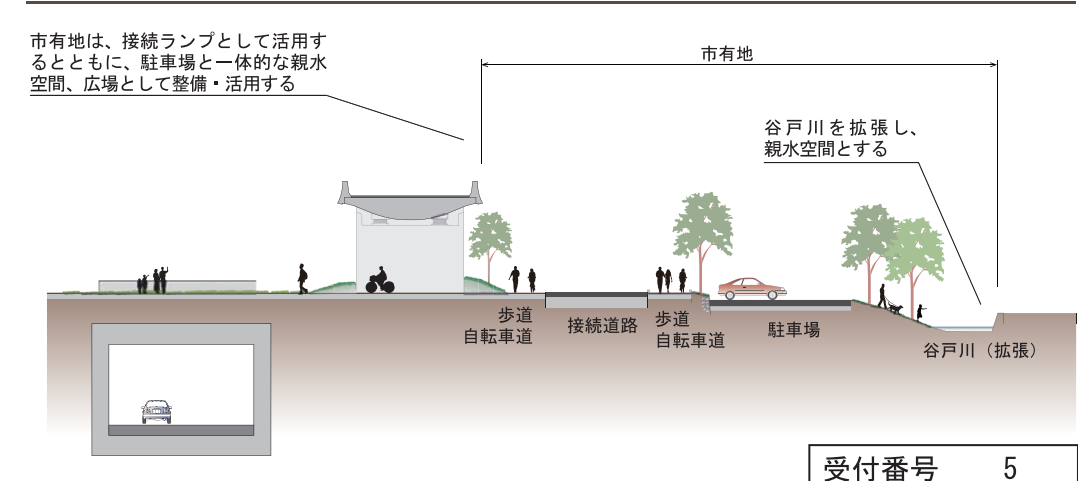 市有地は、接続ランプとして活用す
るとともに、駐車場と一体的な親水
空間、広場として整備・活用する
市有地
谷戸川を拡張し、
親水空間とする
歩道
自転車道
接続道路
歩道
自転車道
駐車場
谷戸川（拡張）
受付番号 5